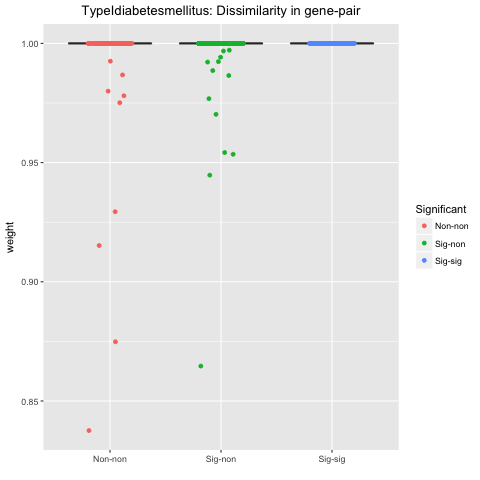 TypeIdiabetesmellitus: Dissimilarity in gene-pair
1.00
0.95
0.90
0.85
weight
Non-non
Sig-non
Sig-sig
Significant
Non-non
Sig-non
Sig-sig